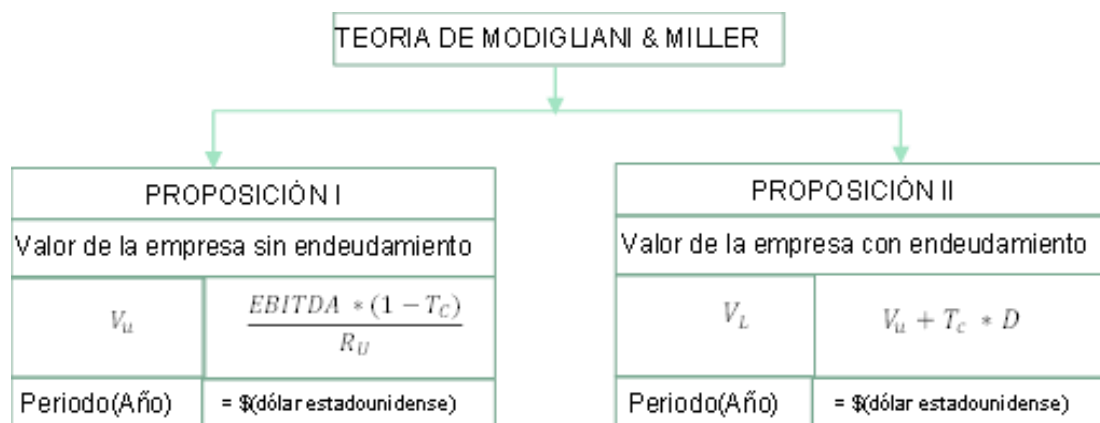 TEORIA DE MODIGLIANI & MILLER
PROPOSICIÓN I
Valor de la empresa sin endeudamiento
V_u
EBITDA * (1 − T_C)
R_U
Periodo(Año) = $(dólar estadounidense)
PROPOSICIÓN II
Valor de la empresa con endeudamiento
V_L V_u + T_c * D
Periodo(Año) = $(dólar estadounidense)